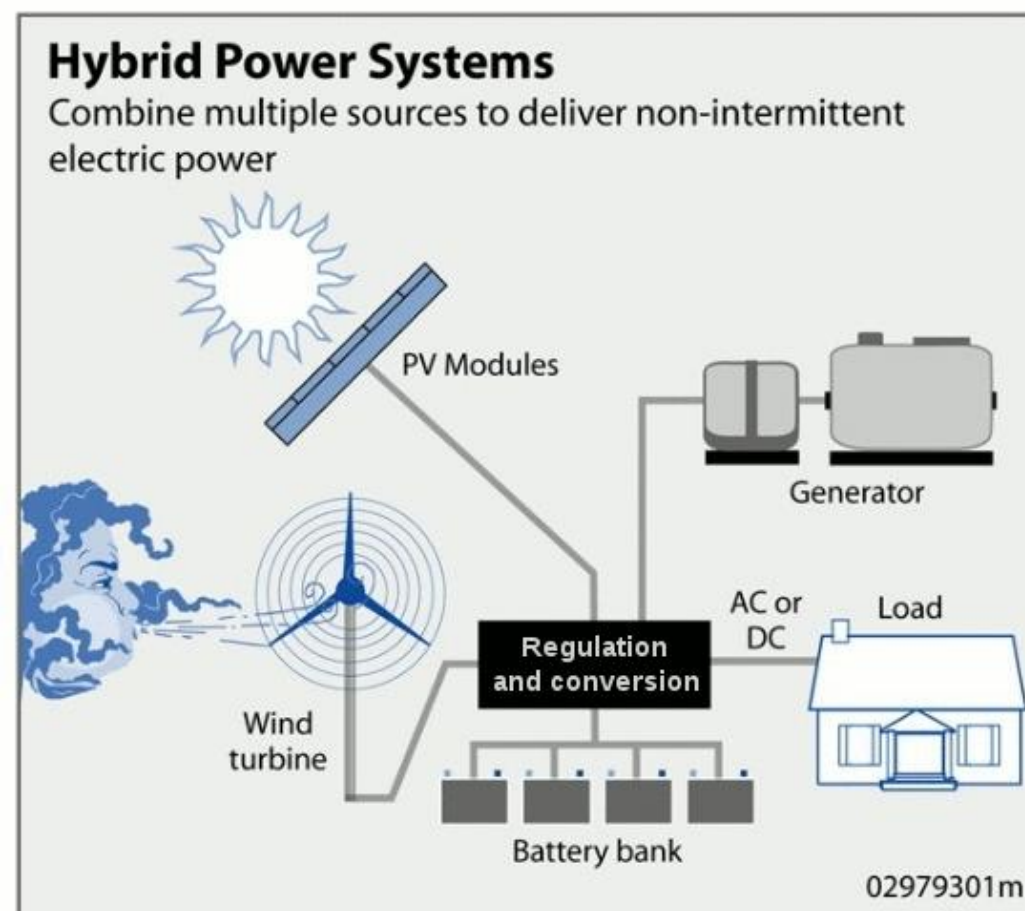 Hybrid Power Systems
Combine multiple sources to deliver non-intermittent
electric power
PV Modules
Generator
AC or
DC
Load
Regulation
and conversion
Wind
turbine
Battery bank
02979301m